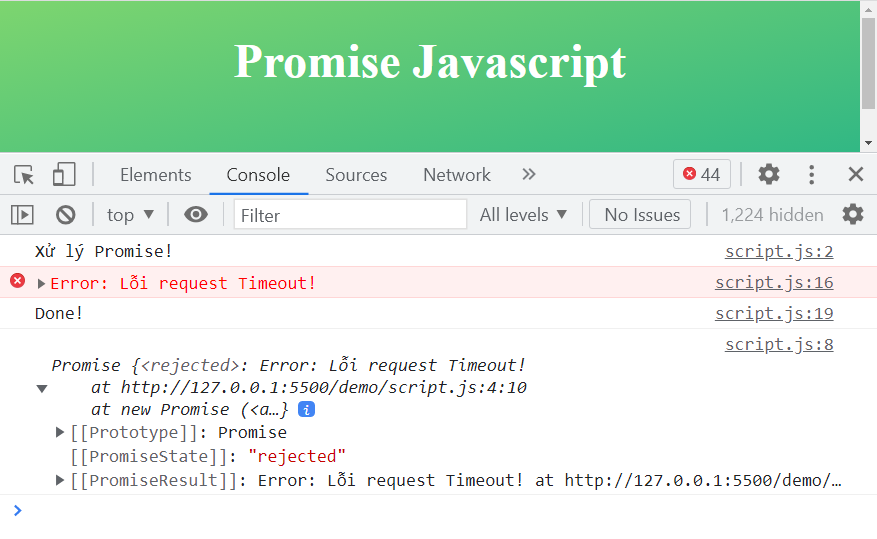 Promise Javascript
Elements Console Sources Network » 44
top ▼ Filter All levels ▼ No Issues 1,224 hidden
Xử lý Promise! script.js:2
Error: Lỗi request Timeout! script.js:16
Done! script.js:19
script.js:8
Promise {<rejected>: Error: Lỗi request Timeout!
at http://127.0.0.1:5500/demo/script.js:4:10
at new Promise (<a…}
[[Prototype]]: Promise
[[PromiseState]]: "rejected"
[[PromiseResult]]: Error: Lỗi request Timeout! at http://127.0.0.1:5500/demo/…